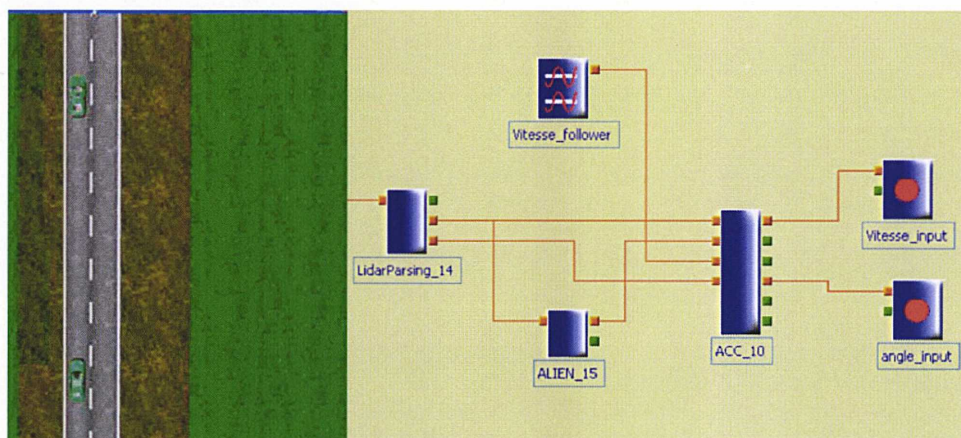 Vitesse_follower
Vitesse_input
LidarParsing_14
ACC_10
angle_input
ALIEN_15